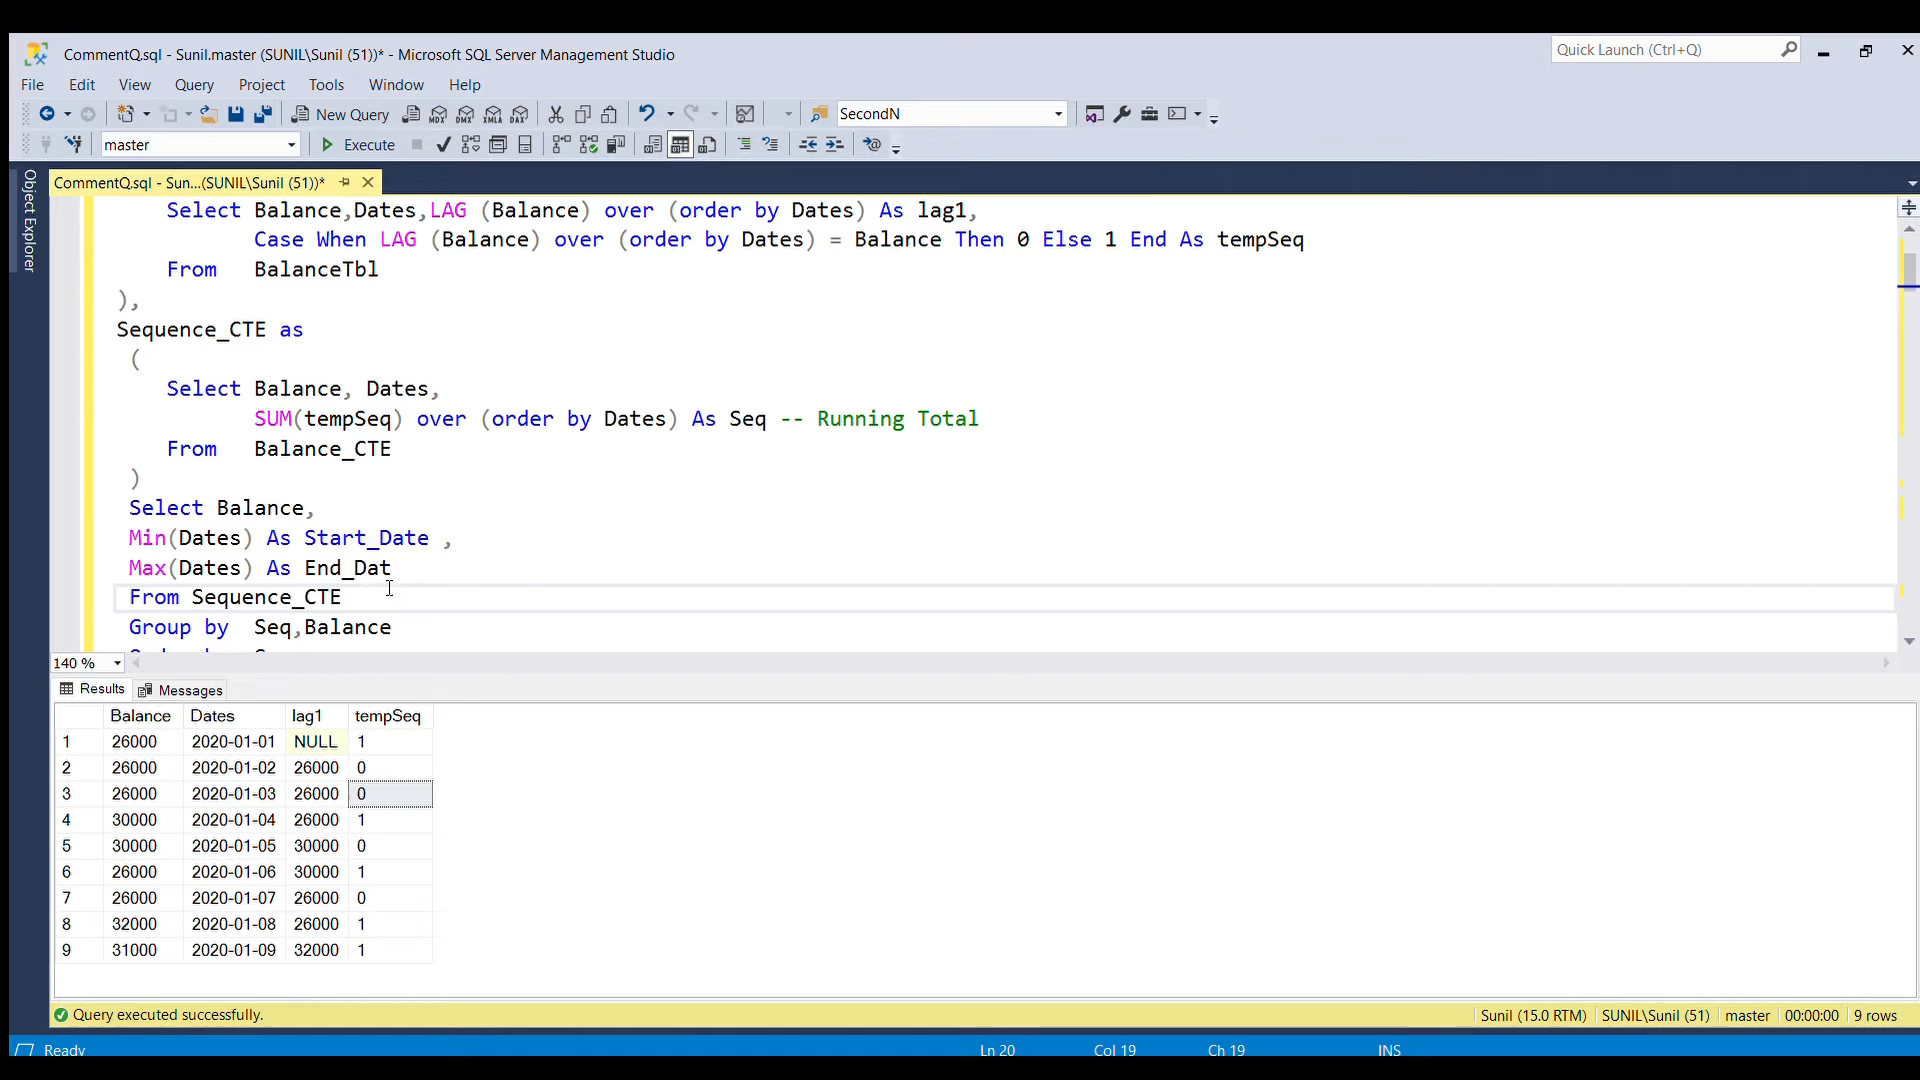 CommentQ.sql - Sunil.master (SUNIL\Sunil (51))* - Microsoft SQL Server Management Studio
Quick Launch (Ctrl+Q)
File Edit View Query Project Tools Window Help
New Query MDX DMX XMLA DAX SecondN
master Execute
Object Explorer
CommentQ.sql - Sun...(SUNIL\Sunil (51))*
Select Balance,Dates,LAG (Balance) over (order by Dates) As lag1,
Case When LAG (Balance) over (order by Dates) = Balance Then 0 Else 1 End As tempSeq
From BalanceTbl
),
Sequence_CTE as
(
Select Balance, Dates,
SUM(tempSeq) over (order by Dates) As Seq -- Running Total
From Balance_CTE
)
Select Balance,
Min(Dates) As Start_Date ,
Max(Dates) As End_Dat
From Sequence_CTE
Group by Seq,Balance
140 %
Results Messages
Balance Dates lag1 tempSeq
1 26000 2020-01-01 NULL 1
2 26000 2020-01-02 26000 0
3 26000 2020-01-03 26000 0
4 30000 2020-01-04 26000 1
5 30000 2020-01-05 30000 0
6 26000 2020-01-06 30000 1
7 26000 2020-01-07 26000 0
8 32000 2020-01-08 26000 1
9 31000 2020-01-09 32000 1
Query executed successfully. Sunil (15.0 RTM) SUNIL\Sunil (51) master 00:00:00 9 rows
Ready Ln 20 Col 19 Ch 19 INS